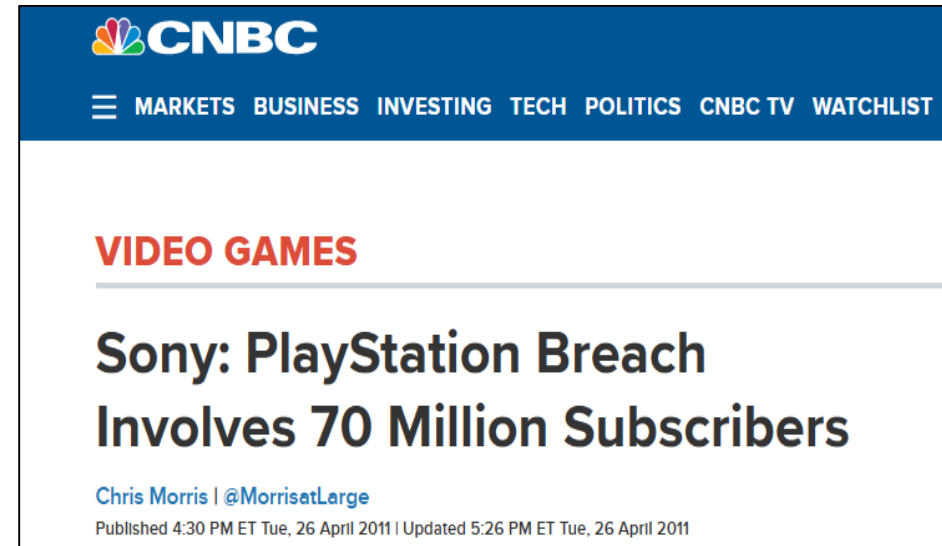 CNBC
MARKETS BUSINESS INVESTING TECH POLITICS CNBC TV WATCHLIST
VIDEO GAMES
Sony: PlayStation Breach
Involves 70 Million Subscribers
Chris Morris | @MorrisatLarge
Published 4:30 PM ET Tue, 26 April 2011 | Updated 5:26 PM ET Tue, 26 April 2011